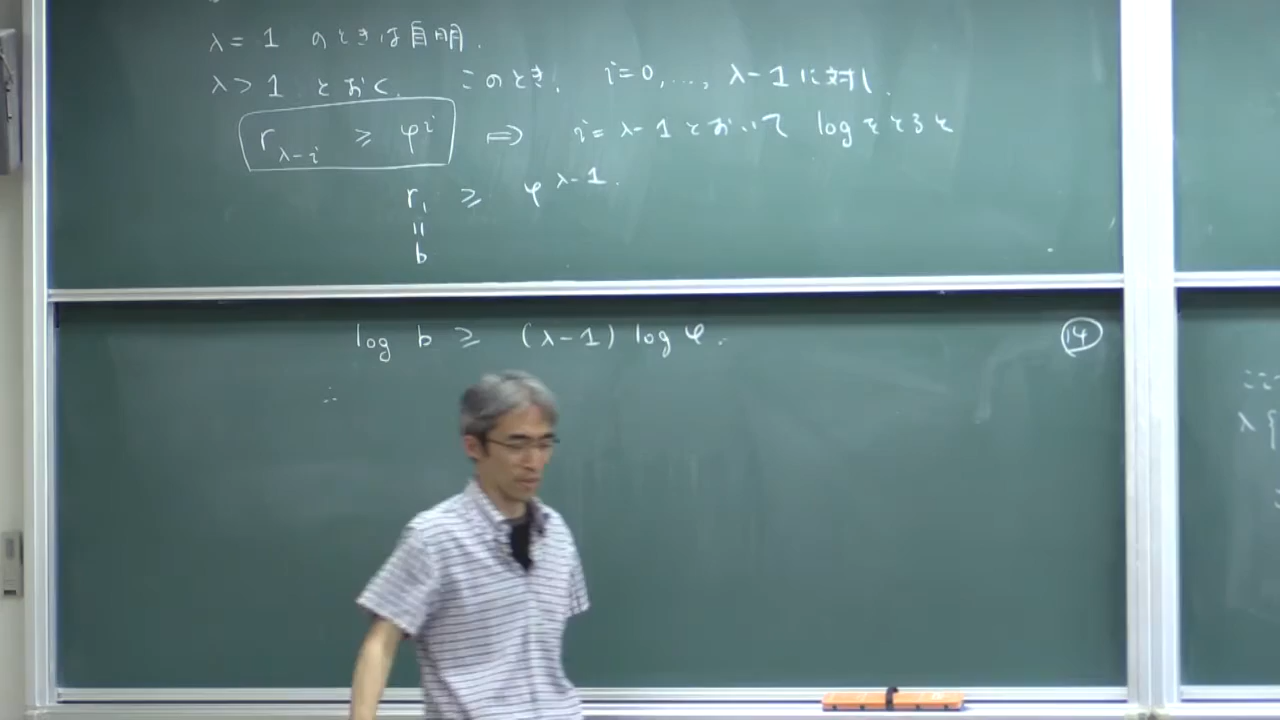 λ = 1 のときは自明.
λ > 1 とおく. このとき, i = 0, ..., λ-1 に対し.
r_{λ-i} ≥ φ^i ⇒ i = λ-1 とおいて log をとると
r_1 ≥ φ^{λ-1}.
||
b
log b ≥ (λ-1) log φ.
⑭
∴
λ {